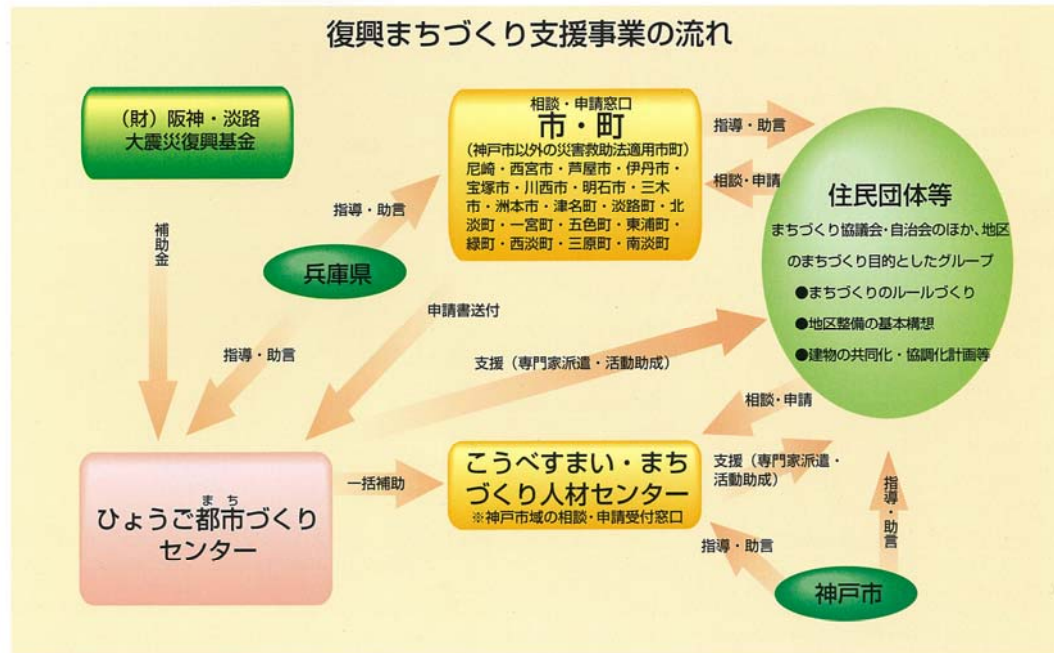 復興まちづくり支援事業の流れ
(財)阪神・淡路
大震災復興基金
相談・申請窓口
市・町
(神戸市以外の災害救助法適用市町)
尼崎・西宮市・芦屋市・伊丹市・
宝塚市・川西市・明石市・三木
市・洲本市・津名町・淡路町・北
淡町・一宮町・五色町・東浦町・
緑町・西淡町・三原町・南淡町
指導・助言
相談・申請
住民団体等
まちづくり協議会・自治会のほか、地区
のまちづくり目的としたグループ
●まちづくりのルールづくり
●地区整備の基本構想
●建物の共同化・協調化計画等
補助金
指導・助言
兵庫県
指導・助言
申請書送付
支援(専門家派遣・活動助成)
相談・申請
ひょうご都市づくり
まち
センター
一括補助
こうべすまい・まち
づくり人材センター
※神戸市域の相談・申請受付窓口
支援(専門家派遣・
活動助成)
指導・助言
指導・助言
神戸市